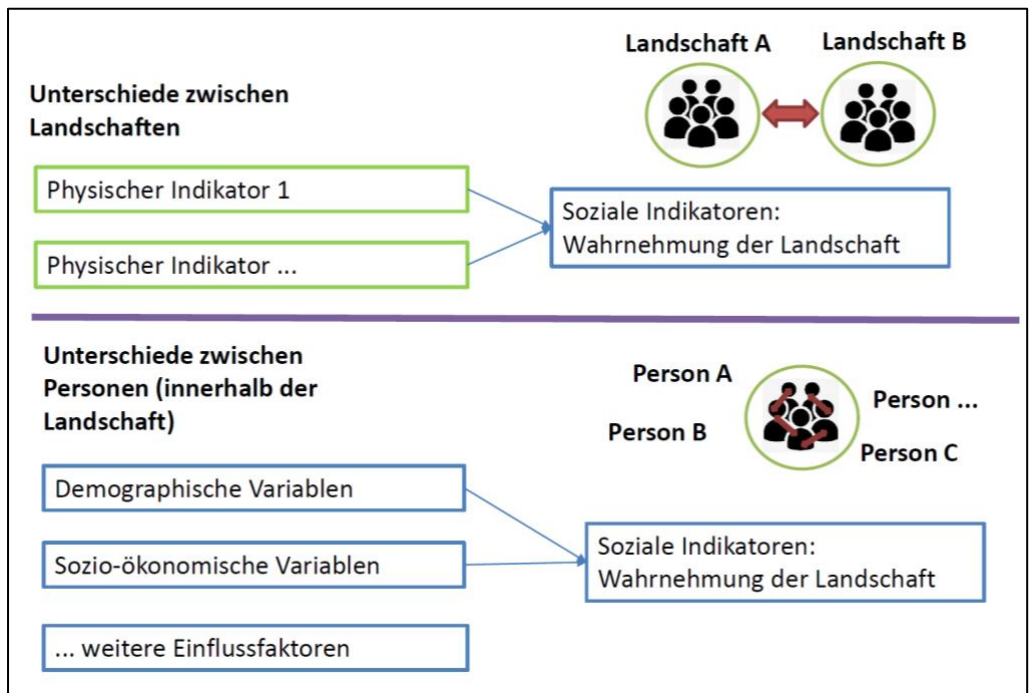 Landschaft A
Landschaft B
Unterschiede zwischen
Landschaften
Physischer Indikator 1
Physischer Indikator ...
Soziale Indikatoren:
Wahrnehmung der Landschaft
Unterschiede zwischen
Personen (innerhalb der
Landschaft)
Person A
Person ...
Person B
Person C
Demographische Variablen
Sozio-ökonomische Variablen
... weitere Einflussfaktoren
Soziale Indikatoren:
Wahrnehmung der Landschaft